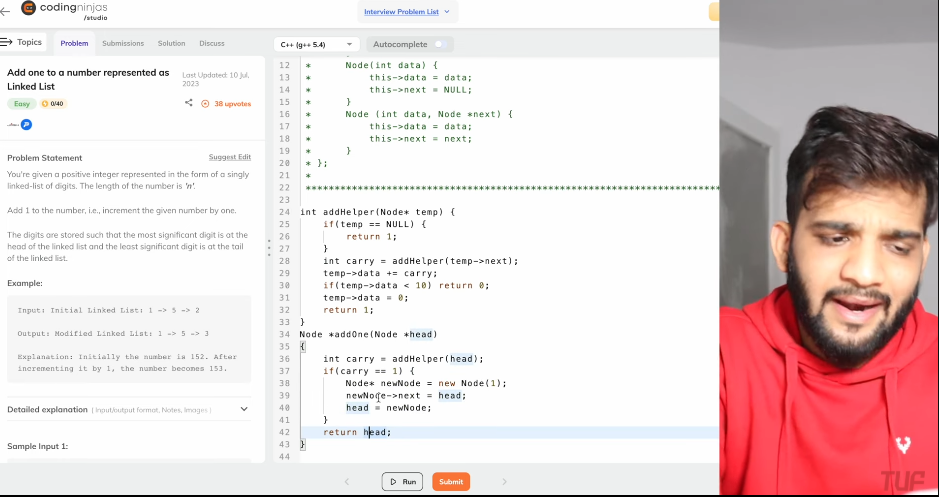 codingninjas
/studio
Interview Problem List
Topics
Problem
Submissions
Solution
Discuss
C++ (g++ 5.4)
Autocomplete
Add one to a number represented as
Linked List
Last Updated: 10 Jul,
2023
Easy
0/40
38 upvotes
Problem Statement
Suggest Edit
You're given a positive integer represented in the form of a singly
linked-list of digits. The length of the number is 'n'.
Add 1 to the number, i.e., increment the given number by one.
The digits are stored such that the most significant digit is at the
head of the linked list and the least significant digit is at the tail
of the linked list.
Example:
Input: Initial Linked List: 1 -> 5 -> 2
Output: Modified Linked List: 1 -> 5 -> 3
Explanation: Initially the number is 152. After
incrementing it by 1, the number becomes 153.
Detailed explanation ( Input/output format, Notes, Images )
Sample Input 1:
12 * Node(int data) {
13 * this->data = data;
14 * this->next = NULL;
15 * }
16 * Node (int data, Node *next) {
17 * this->data = data;
18 * this->next = next;
19 * }
20 * };
21 *
22 ************************************************************************
23
24 int addHelper(Node* temp) {
25 if(temp == NULL) {
26 return 1;
27 }
28 int carry = addHelper(temp->next);
29 temp->data += carry;
30 if(temp->data < 10) return 0;
31 temp->data = 0;
32 return 1;
33 }
34 Node *addOne(Node *head)
35 {
36 int carry = addHelper(head);
37 if(carry == 1) {
38 Node* newNode = new Node(1);
39 newNode->next = head;
40 head = newNode;
41 }
42 return head;
43 }
44
Run
Submit
TUF